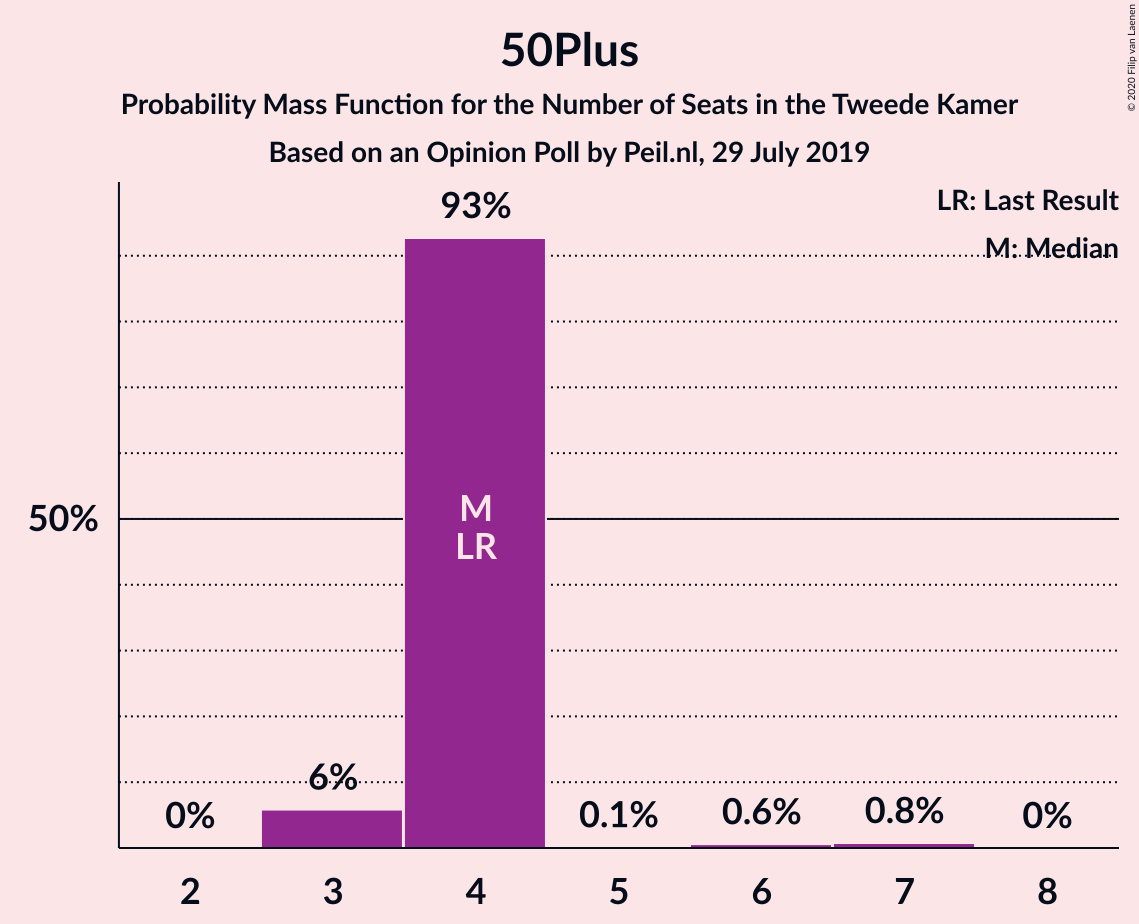 50Plus
Probability Mass Function for the Number of Seats in the Tweede Kamer
Based on an Opinion Poll by Peil.nl, 29 July 2019
© 2020 Filip van Laenen
LR: Last Result
M: Median
93%
50%
M
LR
6%
0%
0.1%
0.6%
0.8%
0%
2 3 4 5 6 7 8